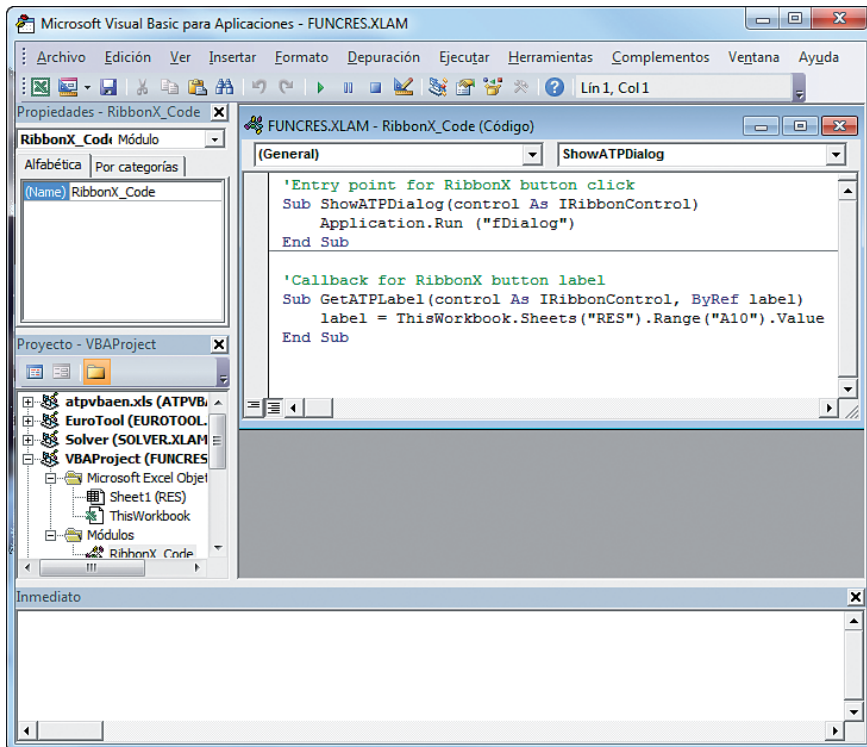 Microsoft Visual Basic para Aplicaciones - FUNCRES.XLAM
Archivo Edición Ver Insertar Formato Depuración Ejecutar Herramientas Complementos Ventana Ayuda
Lín 1, Col 1
Propiedades - RibbonX_Code
RibbonX_Code Módulo
Alfabética Por categorías
(Name) RibbonX_Code
FUNCRES.XLAM - RibbonX_Code (Código)
(General) ShowATPDialog
'Entry point for RibbonX button click
Sub ShowATPDialog(control As IRibbonControl)
Application.Run ("fDialog")
End Sub
'Callback for RibbonX button label
Sub GetATPLabel(control As IRibbonControl, ByRef label)
label = ThisWorkbook.Sheets("RES").Range("A10").Value
End Sub
Proyecto - VBAProject
atpvbaen.xls (ATPVBA
EuroTool (EUROTOOL.
Solver (SOLVER.XLAM
VBAProject (FUNCRES
Microsoft Excel Objet
Sheet1 (RES)
ThisWorkbook
Módulos
RibbonX_Code
Inmediato